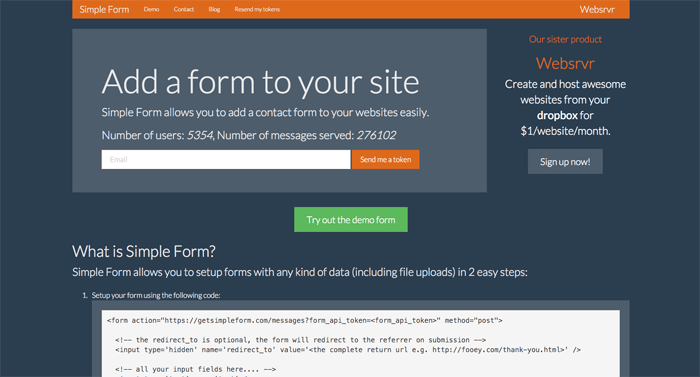 Simple Form Demo Contact Blog Resend my tokens Websrvr
Add a form to your site
Simple Form allows you to add a contact form to your websites easily.
Number of users: 5354, Number of messages served: 276102
Email Send me a token
Our sister product
Websrvr
Create and host awesome
websites from your
dropbox for
$1/website/month.
Sign up now!
Try out the demo form
What is Simple Form?
Simple Form allows you to setup forms with any kind of data (including file uploads) in 2 easy steps:
1. Setup your form using the following code:
<form action="https://getsimpleform.com/messages?form_api_token=<form_api_token>" method="post">
<!-- the redirect_to is optional, the form will redirect to the referrer on submission -->
<input type='hidden' name='redirect_to' value='<the complete return url e.g. http://fooey.com/thank-you.html>' />
<!-- all your input fields here.... -->